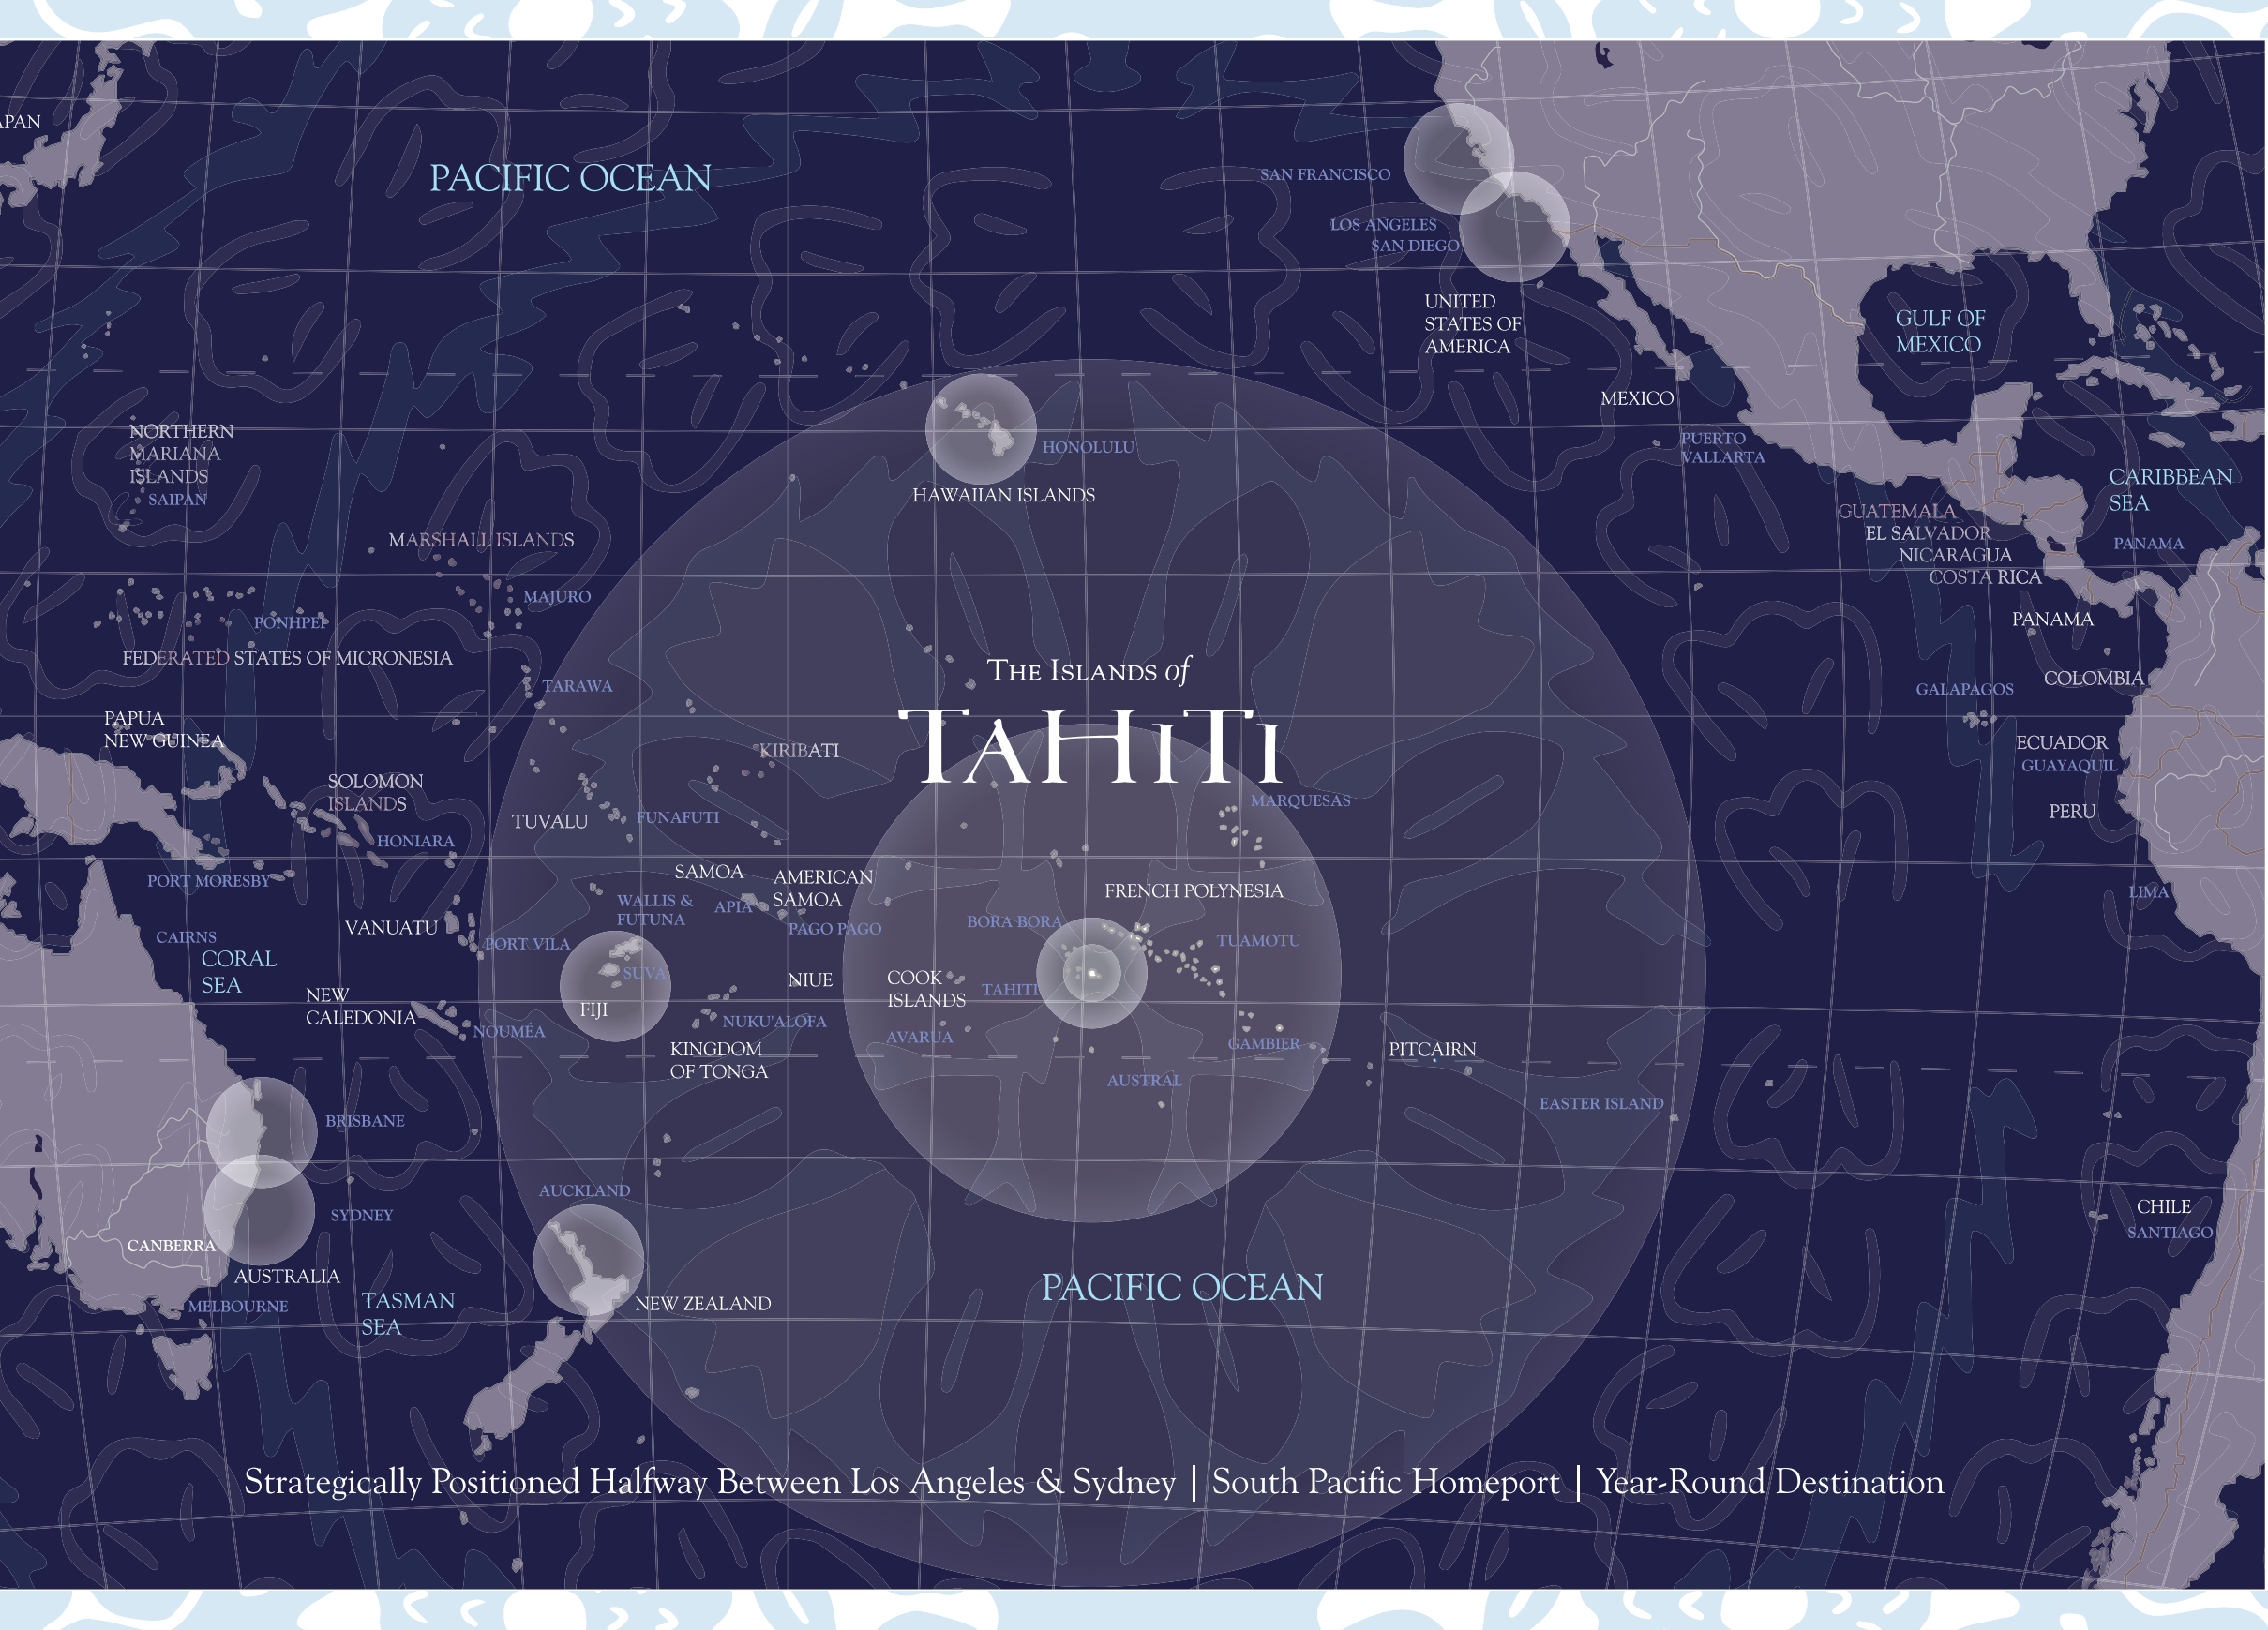 APAN
PACIFIC OCEAN
SAN FRANCISCO
LOS ANGELES
SAN DIEGO
UNITED
STATES OF
AMERICA
GULF OF
MEXICO
MEXICO
PUERTO
VALLARTA
NORTHERN
MARIANA
ISLANDS
SAIPAN
HONOLULU
HAWAIIAN ISLANDS
CARIBBEAN
SEA
GUATEMALA
EL SALVADOR
NICARAGUA
COSTA RICA
PANAMA
PANAMA
MARSHALL ISLANDS
MAJURO
PONHPEI
FEDERATED STATES OF MICRONESIA
TARAWA
The Islands of
TAHITI
COLOMBIA
GALAPAGOS
ECUADOR
GUAYAQUIL
PERU
LIMA
PAPUA
NEW GUINEA
SOLOMON
ISLANDS
HONIARA
KIRIBATI
TUVALU
FUNAFUTI
MARQUESAS
PORT MORESBY
SAMOA
AMERICAN
SAMOA
WALLIS &
FUTUNA
APIA
PAGO PAGO
FRENCH POLYNESIA
BORA BORA
TUAMOTU
VANUATU
PORT VILA
CAIRNS
CORAL
SEA
SUVA
FIJI
NIUE
COOK
ISLANDS
TAHITI
AVARUA
NEW
CALEDONIA
NOUMÉA
NUKU'ALOFA
KINGDOM
OF TONGA
GAMBIER
PITCAIRN
AUSTRAL
EASTER ISLAND
BRISBANE
AUCKLAND
SYDNEY
CANBERRA
AUSTRALIA
MELBOURNE
TASMAN
SEA
NEW ZEALAND
PACIFIC OCEAN
CHILE
SANTIAGO
Strategically Positioned Halfway Between Los Angeles & Sydney | South Pacific Homeport | Year-Round Destination